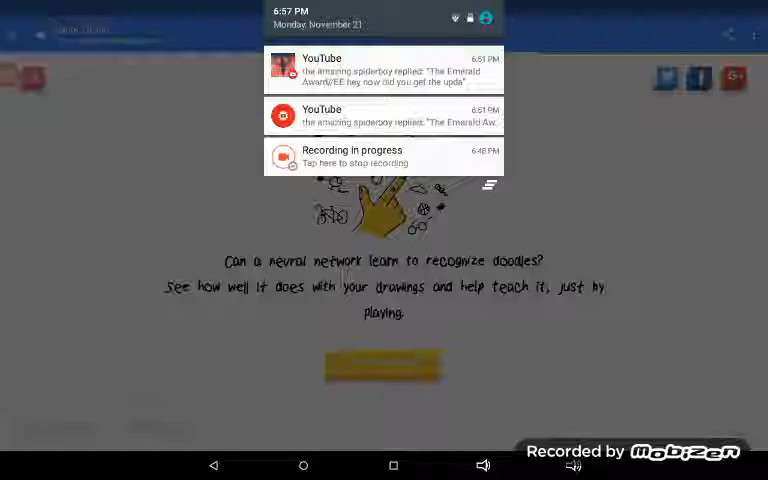 6:57 PM
Monday, November 21
YouTube 6:51 PM
the amazing spiderboy replied: "The Emerald
Award//EE hey now did you get the upda"
YouTube 6:51 PM
the amazing spiderboy replied: "The Emerald Aw.
Recording in progress 6:48 PM
Tap here to stop recording
Can a neural network learn to recognize doodles?
See how well it does with your drawings and help teach it, just by
playing.
G+
Recorded by MOBIZEN